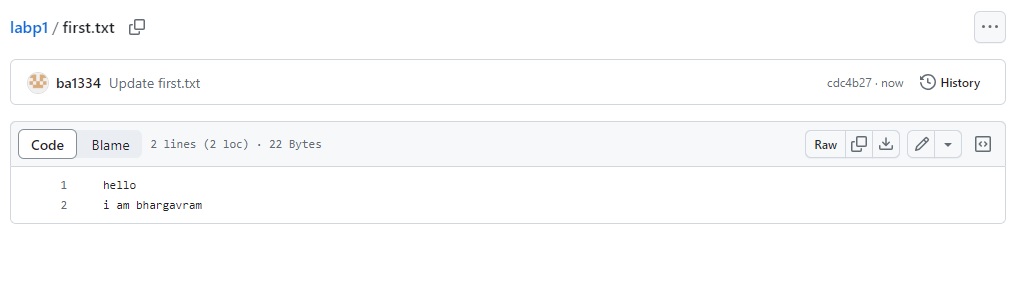 labp1 / first.txt
ba1334 Update first.txt cdc4b27 · now History
Code Blame 2 lines (2 loc) · 22 Bytes Raw
1 hello
2 i am bhargavram